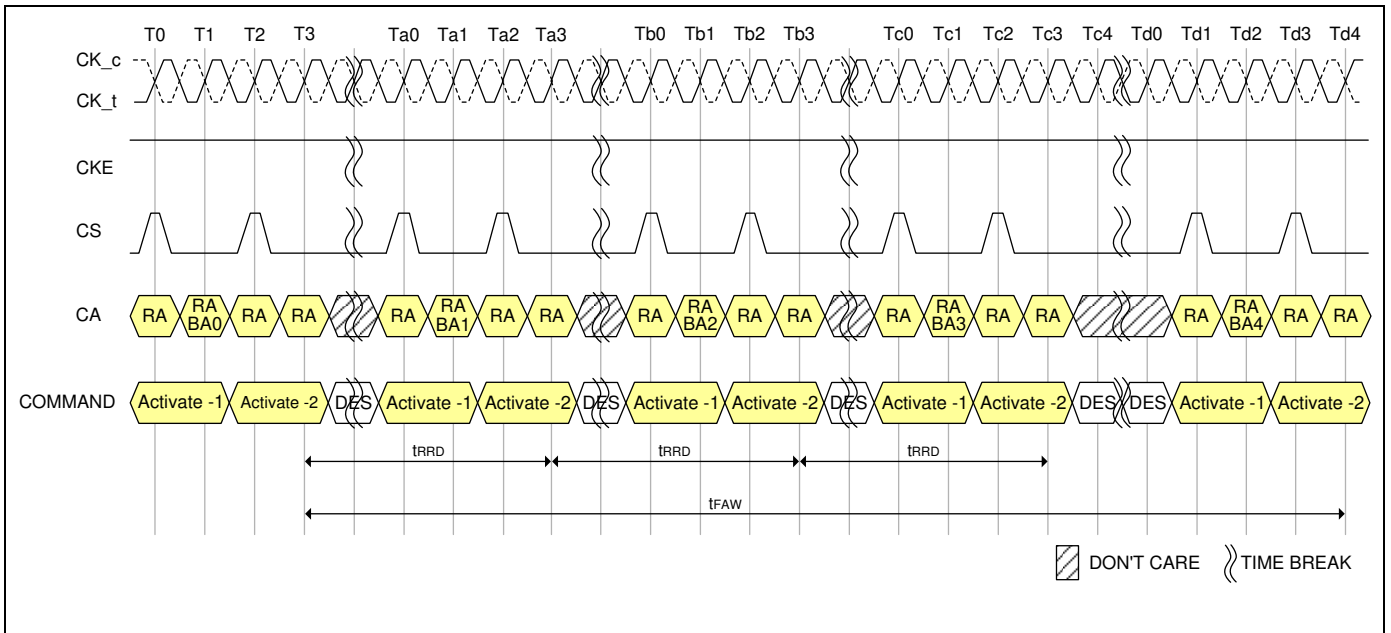 T0 T1 T2 T3 Ta0 Ta1 Ta2 Ta3 Tb0 Tb1 Tb2 Tb3 Tc0 Tc1 Tc2 Tc3 Tc4 Td0 Td1 Td2 Td3 Td4
CK_c
CK_t
CKE
CS
CA RA RA BA0 RA RA RA RA BA1 RA RA RA RA BA2 RA RA RA RA BA3 RA RA RA RA BA4 RA RA
COMMAND Activate -1 Activate -2 DES Activate -1 Activate -2 DES Activate -1 Activate -2 DES Activate -1 Activate -2 DES DES Activate -1 Activate -2
tRRD tRRD tRRD
tFAW
DON'T CARE TIME BREAK